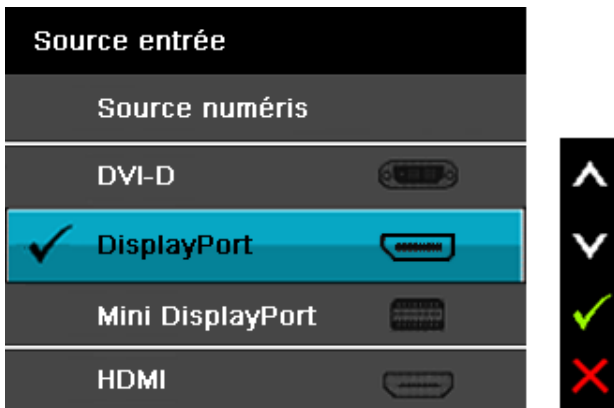 Source entrée
Source numéris
DVI-D
DisplayPort
Mini DisplayPort
HDMI